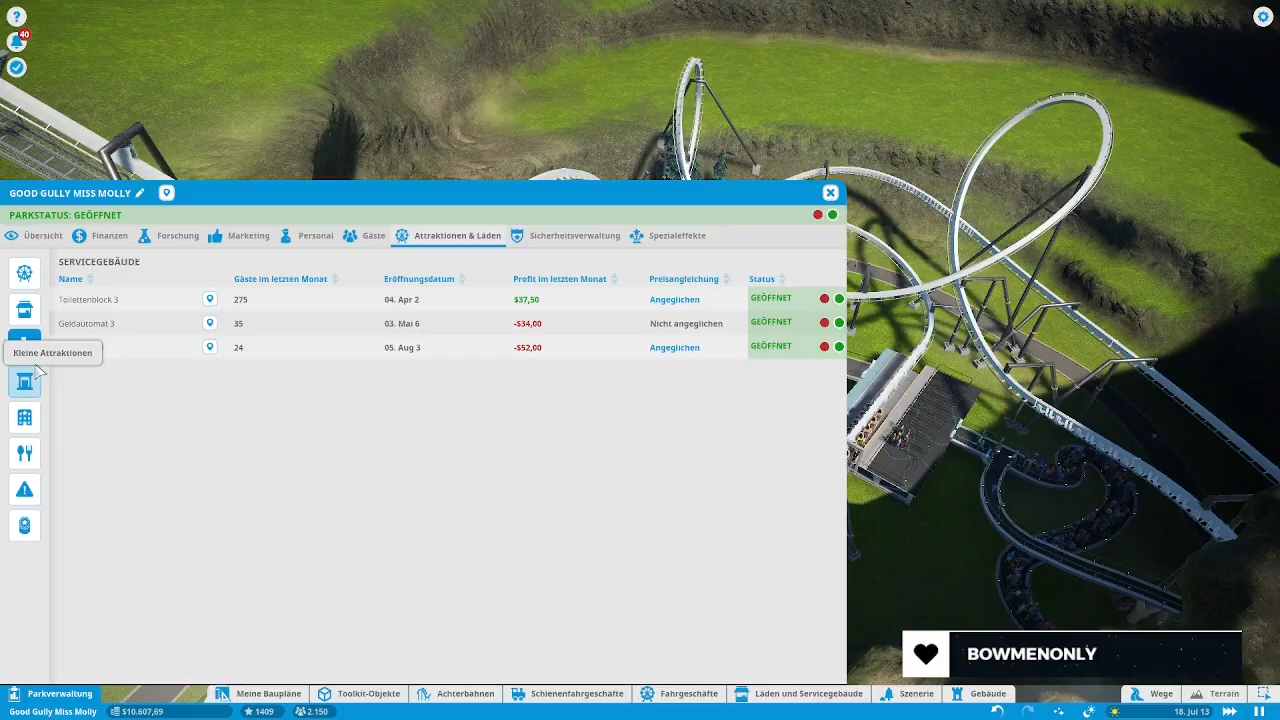 ?
40
GOOD GULLY MISS MOLLY
PARKSTATUS: GEÖFFNET
Übersicht Finanzen Forschung Marketing Personal Gäste Attraktionen & Läden Sicherheitsverwaltung Spezialeffekte
SERVICEGEBÄUDE
Name Gäste im letzten Monat Eröffnungsdatum Profit im letzten Monat Preisangleichung Status
Toilettenblock 3 275 04. Apr 2 $37,50 Angeglichen GEÖFFNET
Geldautomat 3 35 03. Mai 6 -$34,00 Nicht angeglichen GEÖFFNET
24 05. Aug 3 -$52,00 Angeglichen GEÖFFNET
Kleine Attraktionen
BOWMENONLY
Parkverwaltung Meine Baupläne Toolkit-Objekte Achterbahnen Schienenfahrgeschäfte Fahrgeschäfte Läden und Servicegebäude Szenerie Gebäude Wege Terrain
Good Gully Miss Molly $10.607,69 1409 2.150 18. Jul 13